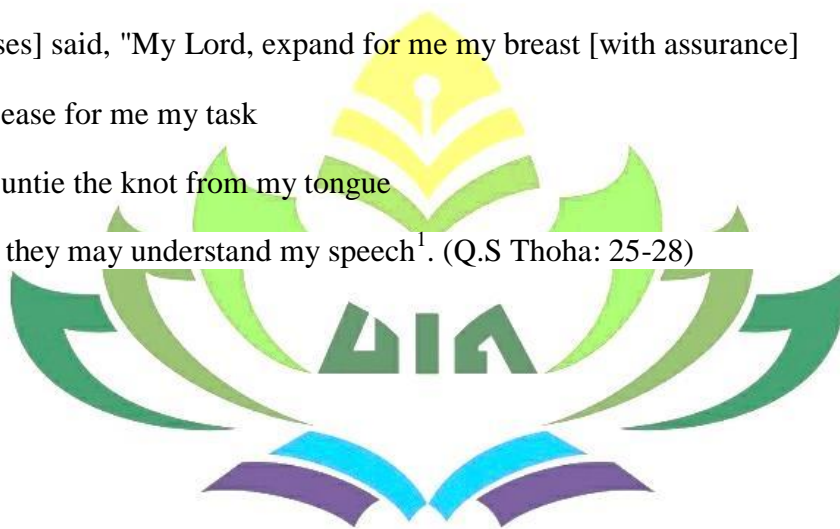 ses] said, "My Lord, expand for me my breast [with assurance]
ease for me my task
untie the knot from my tongue
they may understand my speech¹. (Q.S Thoha: 25-28)
UIN